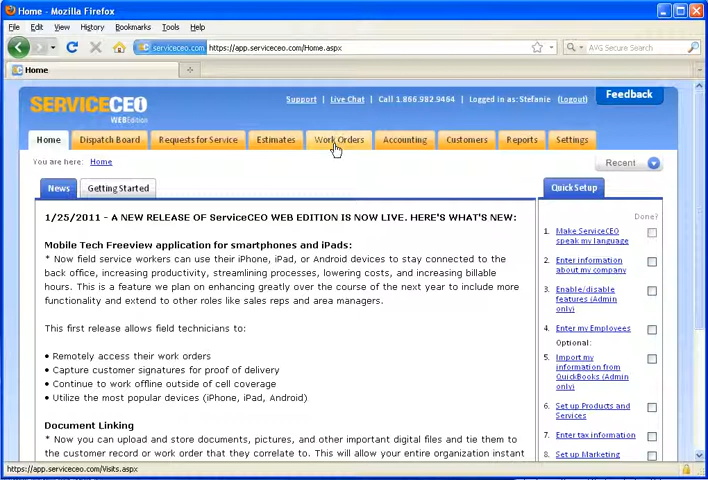 Home - Mozilla Firefox
File Edit View History Bookmarks Tools Help
serviceceo.com https://app.serviceceo.com/Home.aspx AVG Secure Search
Home
SERVICECEO
WEBEdition
Support | Live Chat | Call 1.866.982.9464 | Logged in as: Stefanie (Logout) Feedback
Home Dispatch Board Requests for Service Estimates Work Orders Accounting Customers Reports Settings
You are here: Home Recent
News Getting Started
1/25/2011 - A NEW RELEASE OF ServiceCEO WEB EDITION IS NOW LIVE. HERE'S WHAT'S NEW:
Mobile Tech Freeview application for smartphones and iPads:
* Now field service workers can use their iPhone, iPad, or Android devices to stay connected to the
back office, increasing productivity, streamlining processes, lowering costs, and increasing billable
hours. This is a feature we plan on enhancing greatly over the course of the next year to include more
functionality and extend to other roles like sales reps and area managers.
This first release allows field technicians to:
• Remotely access their work orders
• Capture customer signatures for proof of delivery
• Continue to work offline outside of cell coverage
• Utilize the most popular devices (iPhone, iPad, Android)
Document Linking
* Now you can upload and store documents, pictures, and other important digital files and tie them to
the customer record or work order that they correlate to. This will allow your entire organization instant
Quick Setup
Done?
1. Make ServiceCEO
speak my language
2. Enter information
about my company
3. Enable/disable
features (Admin
only)
4. Enter my Employees
Optional:
5. Import my
information from
QuickBooks (Admin
only)
6. Set up Products and
Services
7. Enter tax information
8. Set up Marketing
https://app.serviceceo.com/Visits.aspx